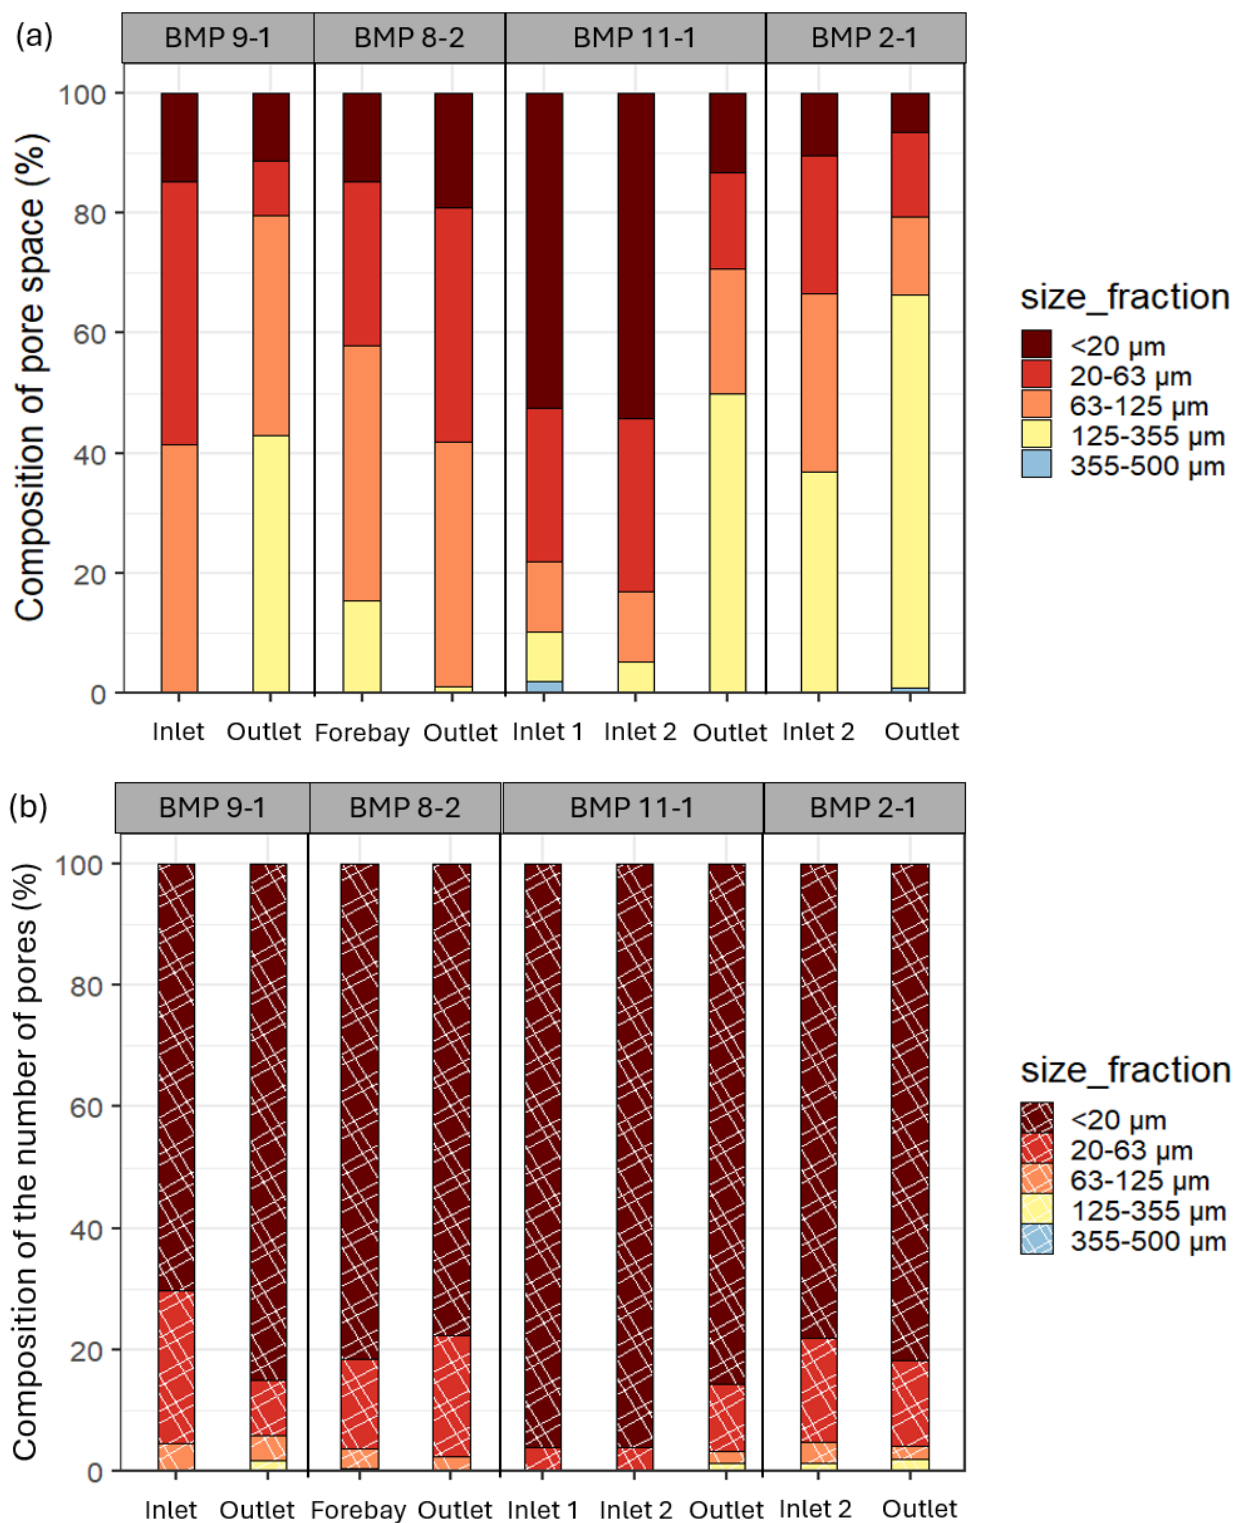 (a)
BMP 9-1 BMP 8-2 BMP 11-1 BMP 2-1
Composition of pore space (%)
100
80
60
40
20
0
Inlet Outlet Forebay Outlet Inlet 1 Inlet 2 Outlet Inlet 2 Outlet
size_fraction
<20 µm
20-63 µm
63-125 µm
125-355 µm
355-500 µm
(b)
BMP 9-1 BMP 8-2 BMP 11-1 BMP 2-1
Composition of the number of pores (%)
100
80
60
40
20
0
Inlet Outlet Forebay Outlet Inlet 1 Inlet 2 Outlet Inlet 2 Outlet
size_fraction
<20 µm
20-63 µm
63-125 µm
125-355 µm
355-500 µm